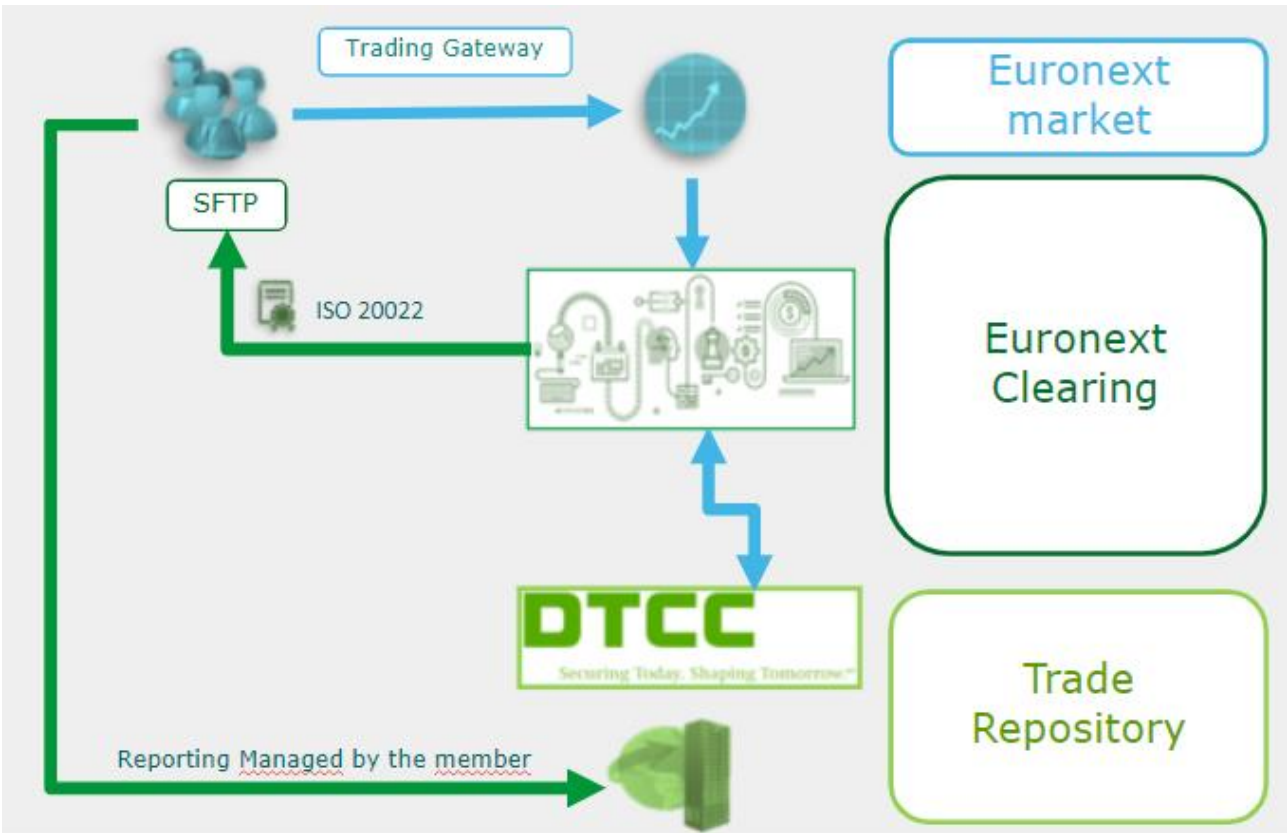 Trading Gateway
Euronext
market
SFTP
ISO 20022
Euronext
Clearing
DTCC
Securing Today. Shaping Tomorrow.
Trade
Repository
Reporting Managed by the member